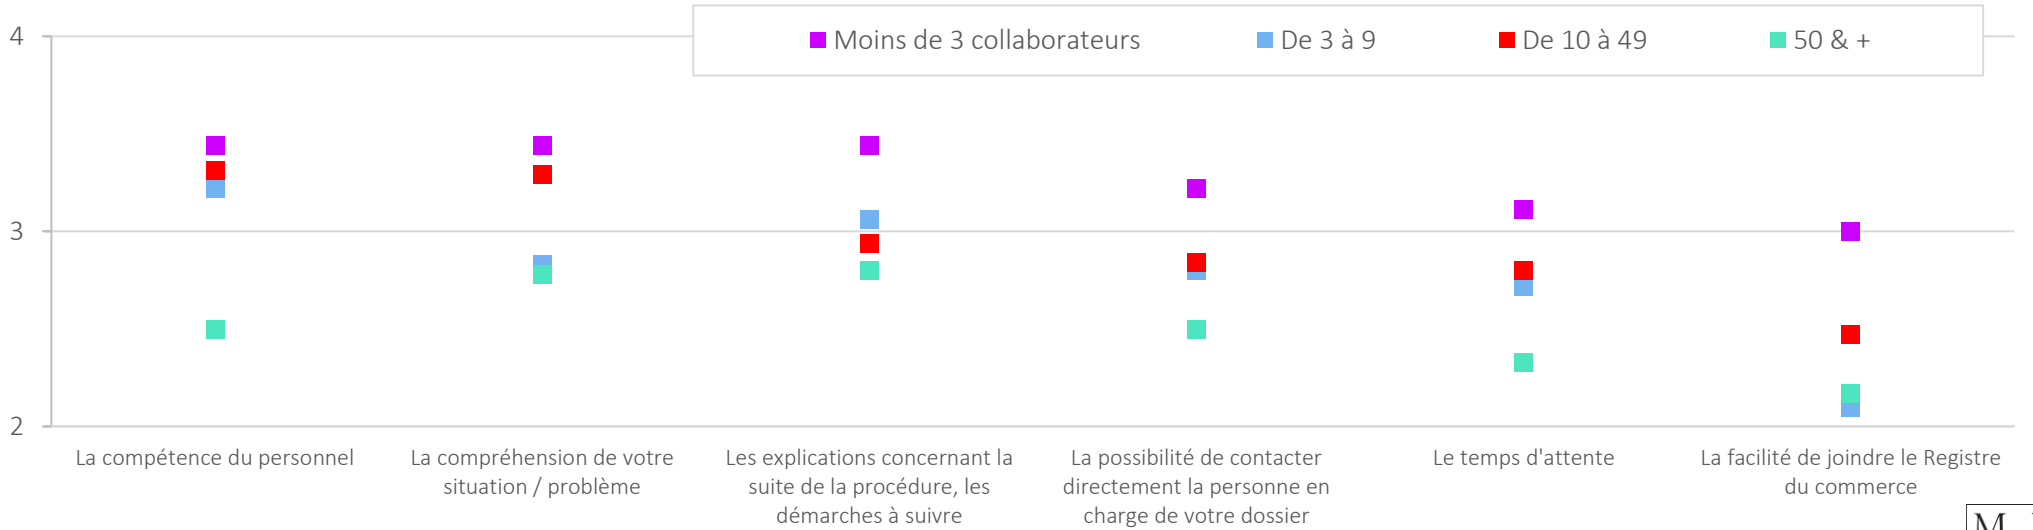 Moins de 3 collaborateurs De 3 à 9 De 10 à 49 50 & +
4
3
2
La compétence du personnel
La compréhension de votre
situation / problème
Les explications concernant la
suite de la procédure, les
démarches à suivre
La possibilité de contacter
directement la personne en
charge de votre dossier
Le temps d'attente
La facilité de joindre le Registre
du commerce
M